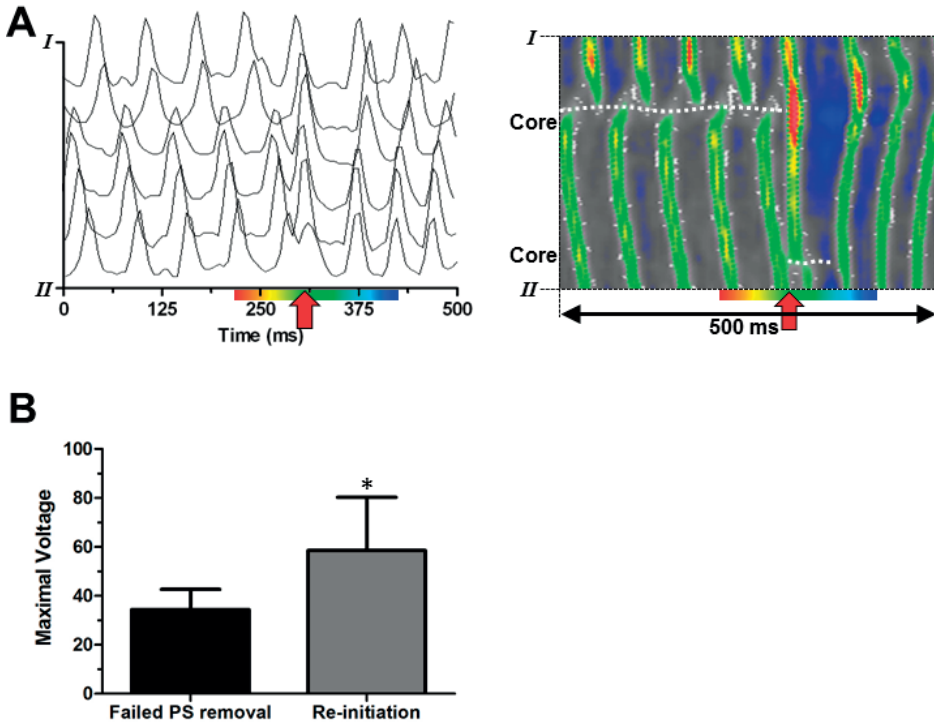 A
I
II
0 125 250 375 500
Time (ms)
I
Core
Core
II
500 ms
B
Maximal Voltage
100
80
60
40
20
0
*
Failed PS removal Re-initiation